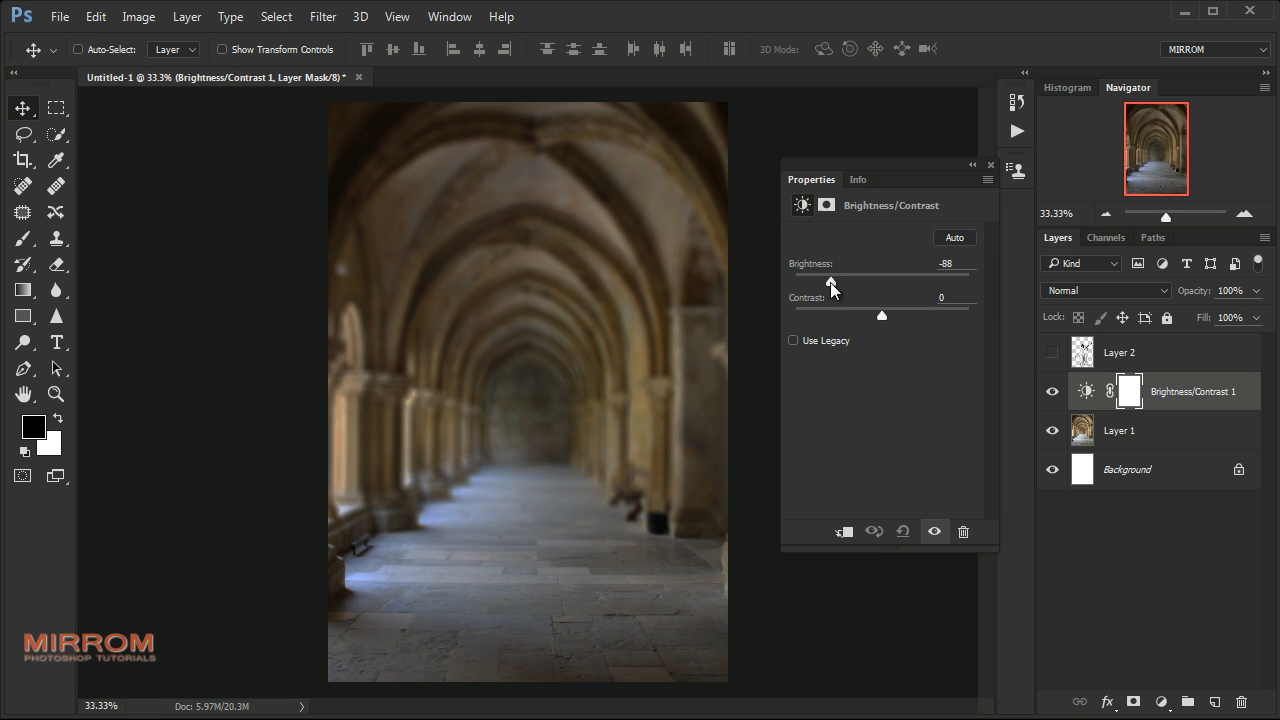 Ps File Edit Image Layer Type Select Filter 3D View Window Help
Auto-Select: Layer Show Transform Controls 3D Mode: MIRROM
Untitled-1 @ 33.3% (Brightness/Contrast 1, Layer Mask/8) *
Histogram Navigator
33.33%
Properties Info
Brightness/Contrast
Auto
Brightness: -88
Contrast: 0
Use Legacy
Layers Channels Paths
Kind
Normal Opacity: 100%
Lock: Fill: 100%
Layer 2
Brightness/Contrast 1
Layer 1
Background
MIRROM
PHOTOSHOP TUTORIALS
33.33% Doc: 5.97M/20.3M
fx